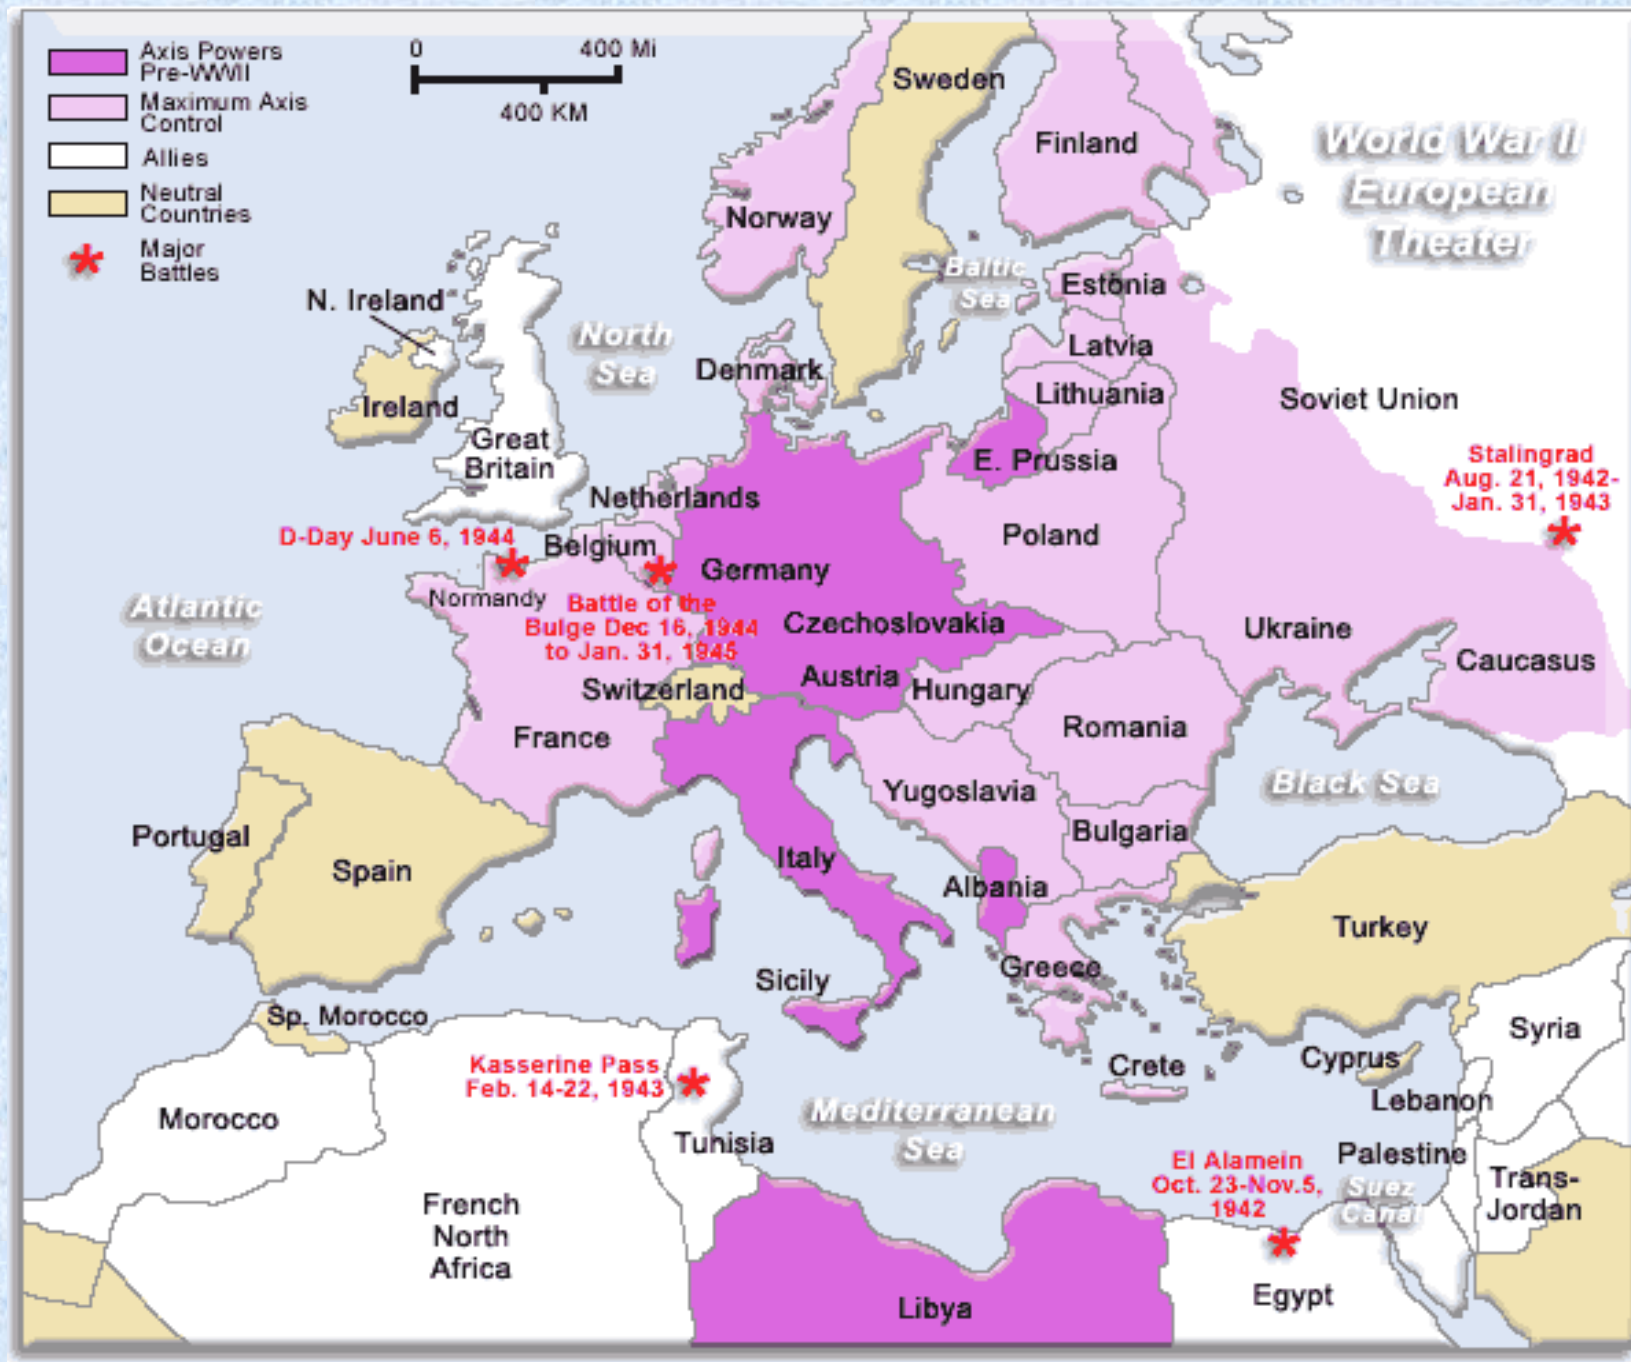 Axis Powers
Pre-WWII
Maximum Axis
Control
Allies
Neutral
Countries
Major
Battles
0 400 Mi
400 KM
World War II
European
Theater
Sweden
Finland
Norway
Baltic
Sea
Estonia
N. Ireland
North
Sea
Latvia
Denmark
Lithuania
Soviet Union
Ireland
Great
Britain
E. Prussia
Stalingrad
Aug. 21, 1942-
Jan. 31, 1943
Netherlands
Poland
D-Day June 6, 1944
Belgium
Germany
Normandy
Battle of the
Bulge Dec 16, 1944
to Jan. 31, 1945
Atlantic
Ocean
Czechoslovakia
Ukraine
Caucasus
Switzerland
Austria
Hungary
France
Romania
Black Sea
Yugoslavia
Portugal
Bulgaria
Spain
Italy
Albania
Turkey
Greece
Sicily
Sp. Morocco
Syria
Kasserine Pass
Feb. 14-22, 1943
Crete
Cyprus
Lebanon
Morocco
Mediterranean
Sea
Tunisia
Palestine
El Alamein
Oct. 23-Nov.5,
1942
Suez
Canal
Trans-
Jordan
French
North
Africa
Libya
Egypt